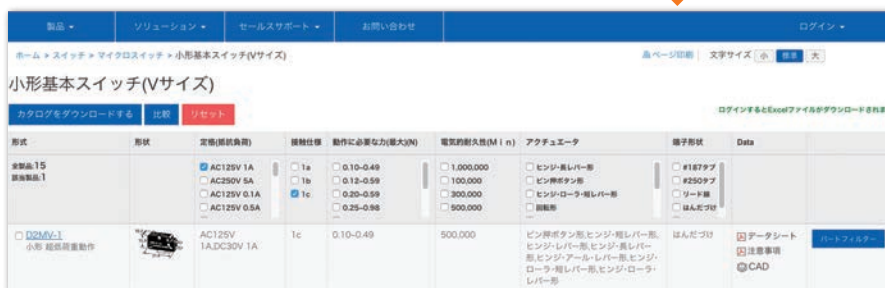 製品 ソリューション セールスサポート お問い合わせ ログイン
ホーム > スイッチ > マイクロスイッチ > 小形基本スイッチ(Vサイズ) ページ印刷 文字サイズ 小 標準 大
小形基本スイッチ(Vサイズ)
カタログをダウンロードする 比較 リセット ログインするとExcelファイルがダウンロードされま
形式 形状 定格(抵抗負荷) 接触仕様 動作に必要な力(最大)(N) 電気的耐久性(Min) アクチュエータ 端子形状 Data
全製品:15 AC125V 1A 1a 0.10-0.49 1,000,000 ヒンジ・長レバー形 #187タブ
該当製品:1 AC250V 5A 1b 0.12-0.59 100,000 ピン押ボタン形 #250タブ
AC125V 0.1A 1c 0.20-0.59 300,000 ヒンジ・ローラ・短レバー形 リード線
AC125V 0.5A 0.25-0.98 500,000 回転形 はんだづけ
D2MV-1 AC125V 1c 0.10-0.49 500,000 ピン押ボタン形,ヒンジ・短レバー形, はんだづけ データシート パートフィルター
小形 超低荷重動作 1A,DC30V 1A ヒンジ・レバー形,ヒンジ・長レバー 注意事項
形,ヒンジ・アール・レバー形,ヒンジ・ CAD
ローラ・短レバー形,ヒンジ・ローラ・
レバー形